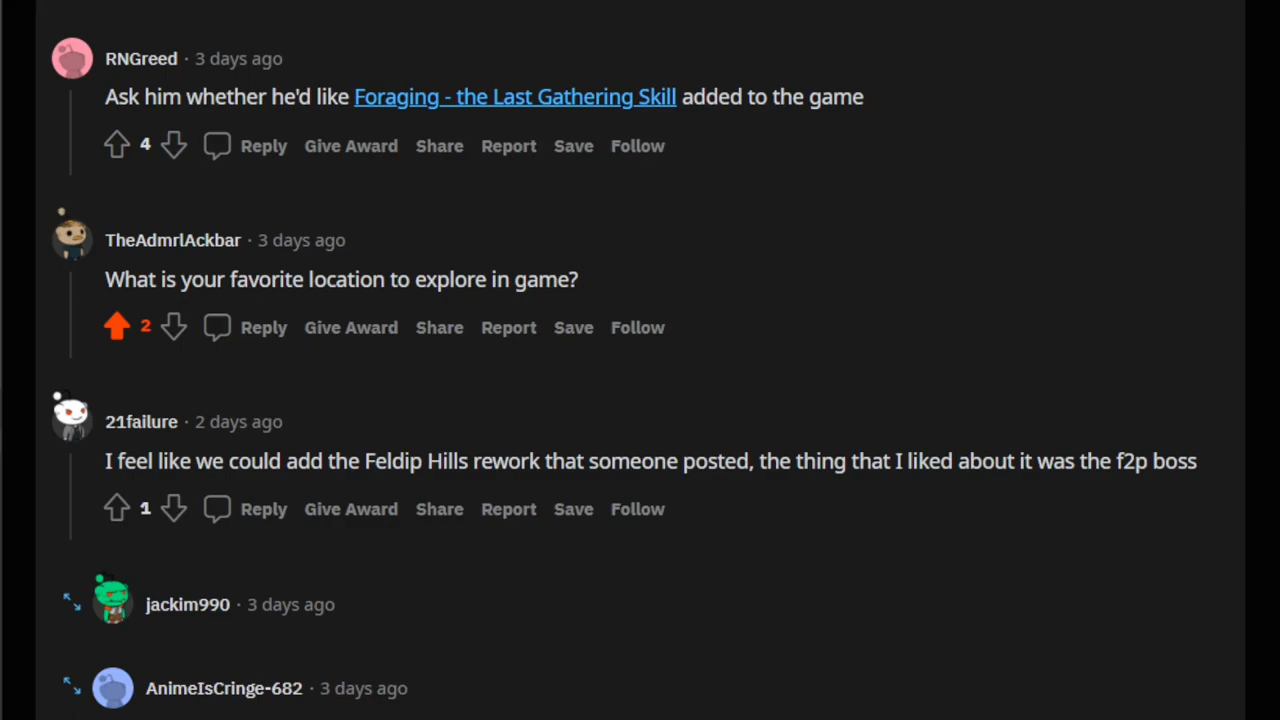 RNGreed · 3 days ago
Ask him whether he'd like Foraging - the Last Gathering Skill added to the game
4 Reply Give Award Share Report Save Follow
TheAdmrlAckbar · 3 days ago
What is your favorite location to explore in game?
2 Reply Give Award Share Report Save Follow
21failure · 2 days ago
I feel like we could add the Feldip Hills rework that someone posted, the thing that I liked about it was the f2p boss
1 Reply Give Award Share Report Save Follow
jackim990 · 3 days ago
AnimeIsCringe-682 · 3 days ago